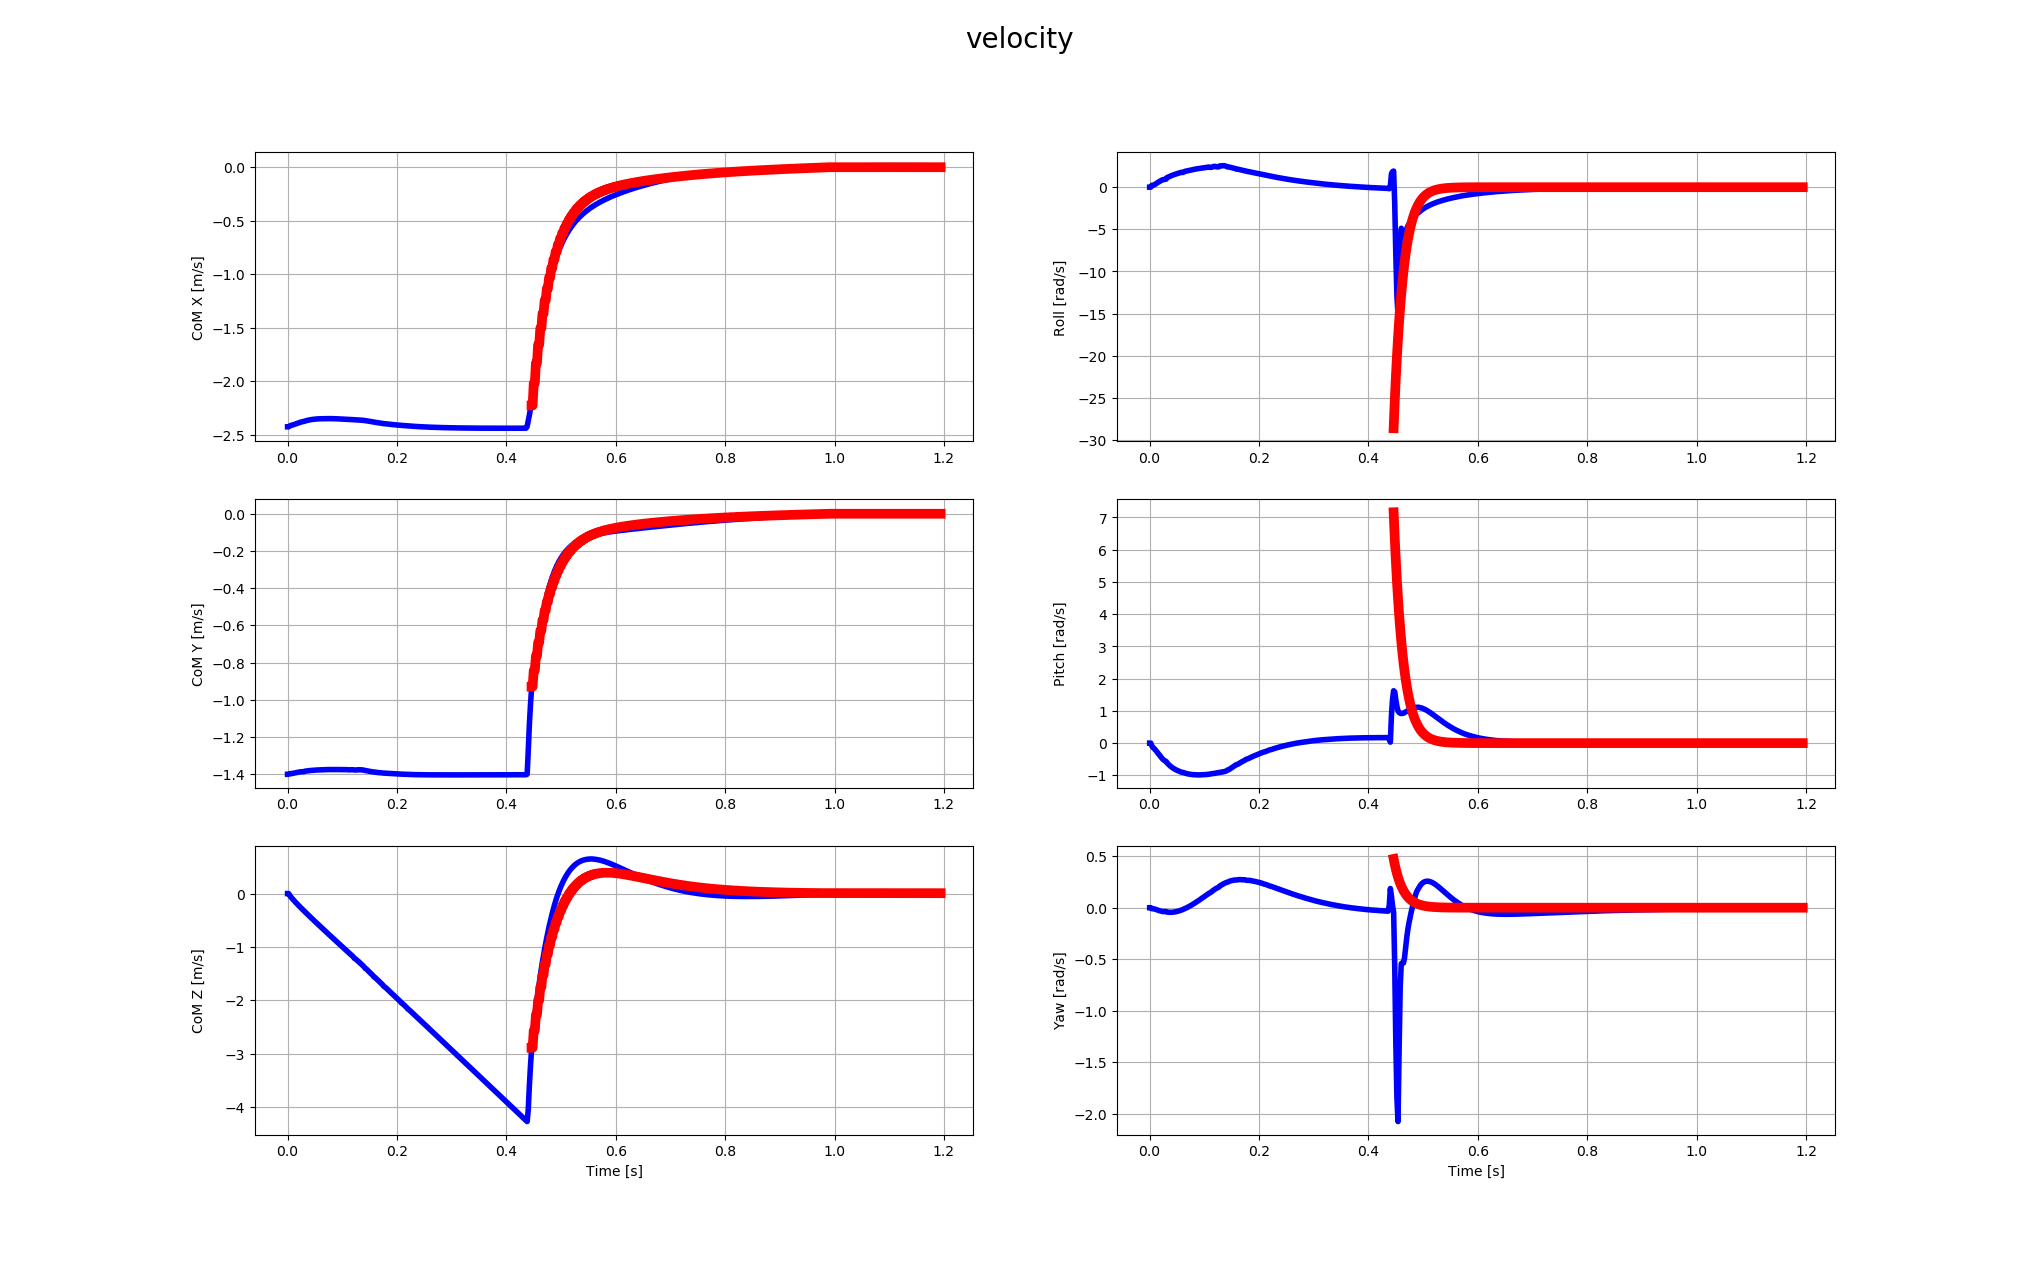 velocity
CoM X [m/s]
0.0
−0.5
−1.0
−1.5
−2.0
−2.5
0.0 0.2 0.4 0.6 0.8 1.0 1.2
Roll [rad/s]
0
−5
−10
−15
−20
−25
−30
0.0 0.2 0.4 0.6 0.8 1.0 1.2
CoM Y [m/s]
0.0
−0.2
−0.4
−0.6
−0.8
−1.0
−1.2
−1.4
0.0 0.2 0.4 0.6 0.8 1.0 1.2
Pitch [rad/s]
7
6
5
4
3
2
1
0
−1
0.0 0.2 0.4 0.6 0.8 1.0 1.2
CoM Z [m/s]
0
−1
−2
−3
−4
0.0 0.2 0.4 0.6 0.8 1.0 1.2
Time [s]
Yaw [rad/s]
0.5
0.0
−0.5
−1.0
−1.5
−2.0
0.0 0.2 0.4 0.6 0.8 1.0 1.2
Time [s]